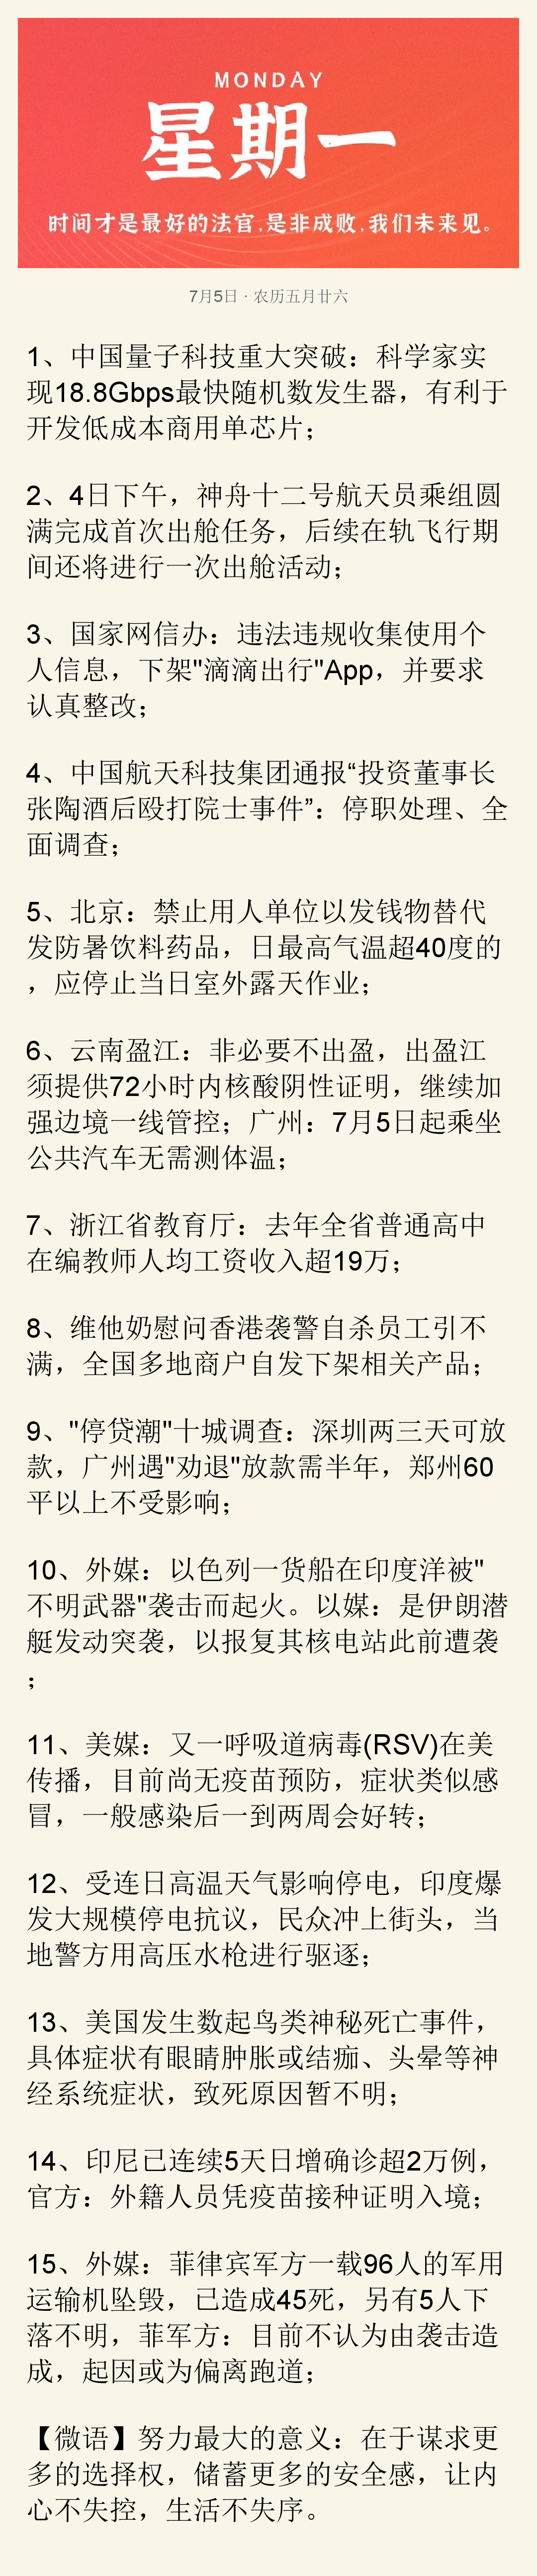 MONDAY
星期一
时间才是最好的法官,是非成败,我们未来见。
7月5日 · 农历五月廿六
1、中国量子科技重大突破：科学家实
现18.8Gbps最快随机数发生器，有利于
开发低成本商用单芯片；
2、4日下午，神舟十二号航天员乘组圆
满完成首次出舱任务，后续在轨飞行期
间还将进行一次出舱活动；
3、国家网信办：违法违规收集使用个
人信息，下架"滴滴出行"App，并要求
认真整改；
4、中国航天科技集团通报“投资董事长
张陶酒后殴打院士事件”：停职处理、全
面调查；
5、北京：禁止用人单位以发钱物替代
发防暑饮料药品，日最高气温超40度的
，应停止当日室外露天作业；
6、云南盈江：非必要不出盈，出盈江
须提供72小时内核酸阴性证明，继续加
强边境一线管控；广州：7月5日起乘坐
公共汽车无需测体温；
7、浙江省教育厅：去年全省普通高中
在编教师人均工资收入超19万；
8、维他奶慰问香港袭警自杀员工引不
满，全国多地商户自发下架相关产品；
9、"停贷潮"十城调查：深圳两三天可放
款，广州遇"劝退"放款需半年，郑州60
平以上不受影响；
10、外媒：以色列一货船在印度洋被"
不明武器"袭击而起火。以媒：是伊朗潜
艇发动突袭，以报复其核电站此前遭袭
；
11、美媒：又一呼吸道病毒(RSV)在美
传播，目前尚无疫苗预防，症状类似感
冒，一般感染后一到两周会好转；
12、受连日高温天气影响停电，印度爆
发大规模停电抗议，民众冲上街头，当
地警方用高压水枪进行驱逐；
13、美国发生数起鸟类神秘死亡事件，
具体症状有眼睛肿胀或结痂、头晕等神
经系统症状，致死原因暂不明；
14、印尼已连续5天日增确诊超2万例，
官方：外籍人员凭疫苗接种证明入境；
15、外媒：菲律宾军方一载96人的军用
运输机坠毁，已造成45死，另有5人下
落不明，菲军方：目前不认为由袭击造
成，起因或为偏离跑道；
【微语】努力最大的意义：在于谋求更
多的选择权，储蓄更多的安全感，让内
心不失控，生活不失序。